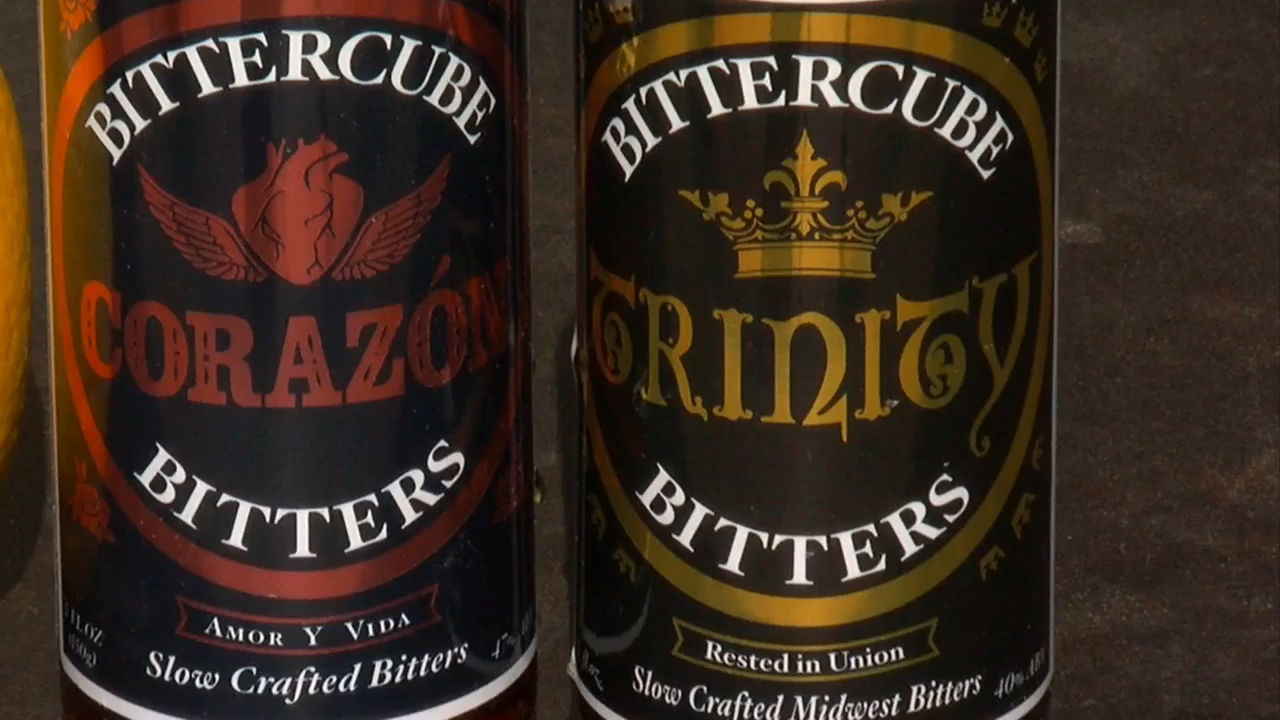 BITTERCUBE
CORAZÓN
BITTERS
AMOR Y VIDA
Slow Crafted Bitters
BITTERCUBE
TRINITY
BITTERS
Rested in Union
Slow Crafted Midwest Bitters
40% ABV